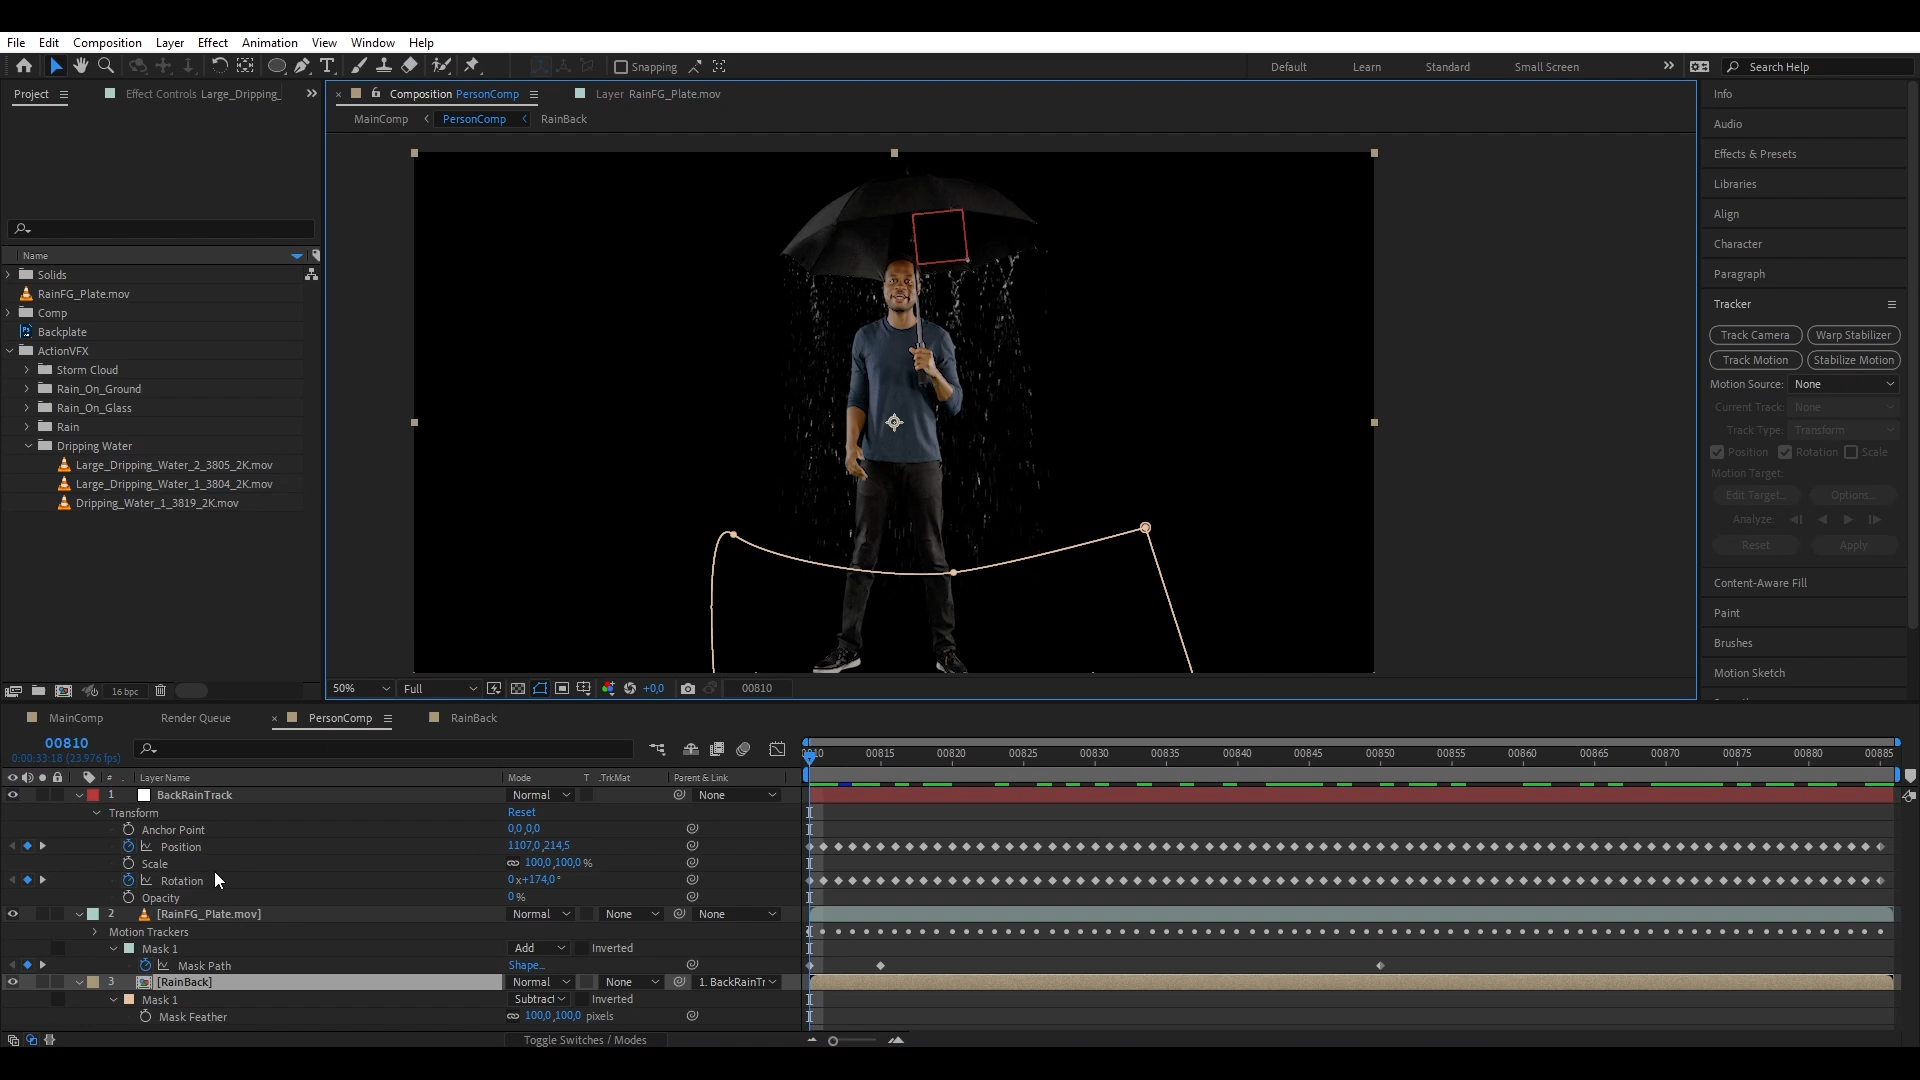 File Edit Composition Layer Effect Animation View Window Help
Snapping Default Learn Standard Small Screen Search Help
Project Effect Controls Large_Dripping_ Composition PersonComp Layer RainFG_Plate.mov
MainComp PersonComp RainBack
Name
Solids
RainFG_Plate.mov
Comp
Backplate
ActionVFX
Storm Cloud
Rain_On_Ground
Rain_On_Glass
Rain
Dripping Water
Large_Dripping_Water_2_3805_2K.mov
Large_Dripping_Water_1_3804_2K.mov
Dripping_Water_1_3819_2K.mov
16 bpc
50% Full +0,0 00810
Info
Audio
Effects & Presets
Libraries
Align
Character
Paragraph
Tracker
Track Camera Warp Stabilizer
Track Motion Stabilize Motion
Motion Source: None
Current Track: None
Track Type: Transform
Position Rotation Scale
Motion Target:
Edit Target... Options...
Analyze:
Reset Apply
Content-Aware Fill
Paint
Brushes
Motion Sketch
MainComp Render Queue PersonComp RainBack
00810
0:00:33:18 (23.976 fps)
00815 00820 00825 00830 00835 00840 00845 00850 00855 00860 00865 00870 00875 00880 00885
# Layer Name Mode T .TrkMat Parent & Link
1 BackRainTrack Normal None
Transform Reset
Anchor Point 0,0,0,0
Position 1107,0,214,5
Scale 100,0,100,0 %
Rotation 0x+174,0°
Opacity 0 %
2 [RainFG_Plate.mov] Normal None None
Motion Trackers
Mask 1 Add Inverted
Mask Path Shape...
3 [RainBack] Normal None 1. BackRainTr
Mask 1 Subtract Inverted
Mask Feather 100,0,100,0 pixels
Toggle Switches / Modes